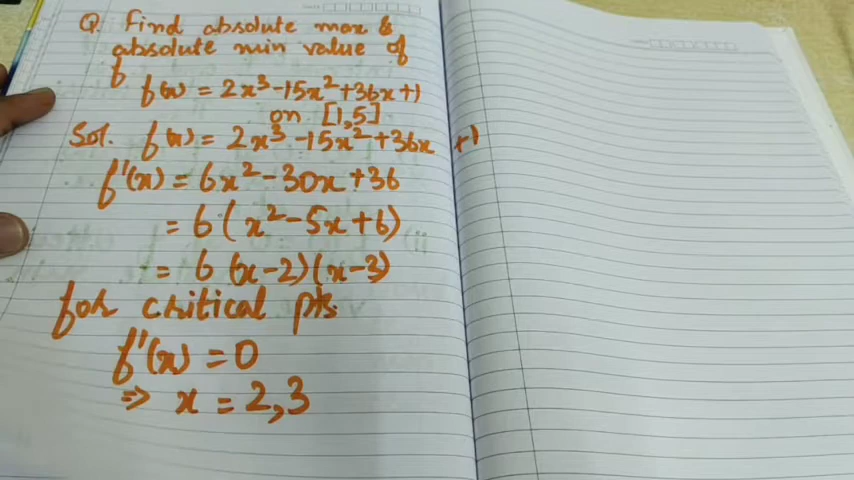 Q. Find absolute max &
absolute min value of
f f(x) = 2x³-15x²+36x+1
on [1,5]
Sol. f(x) = 2x³-15x²+36x +1
f'(x) = 6x²-30x+36
= 6(x²-5x+6)
= 6(x-2)(x-3)
for critical pts
f'(x) = 0
⇒ x = 2,3